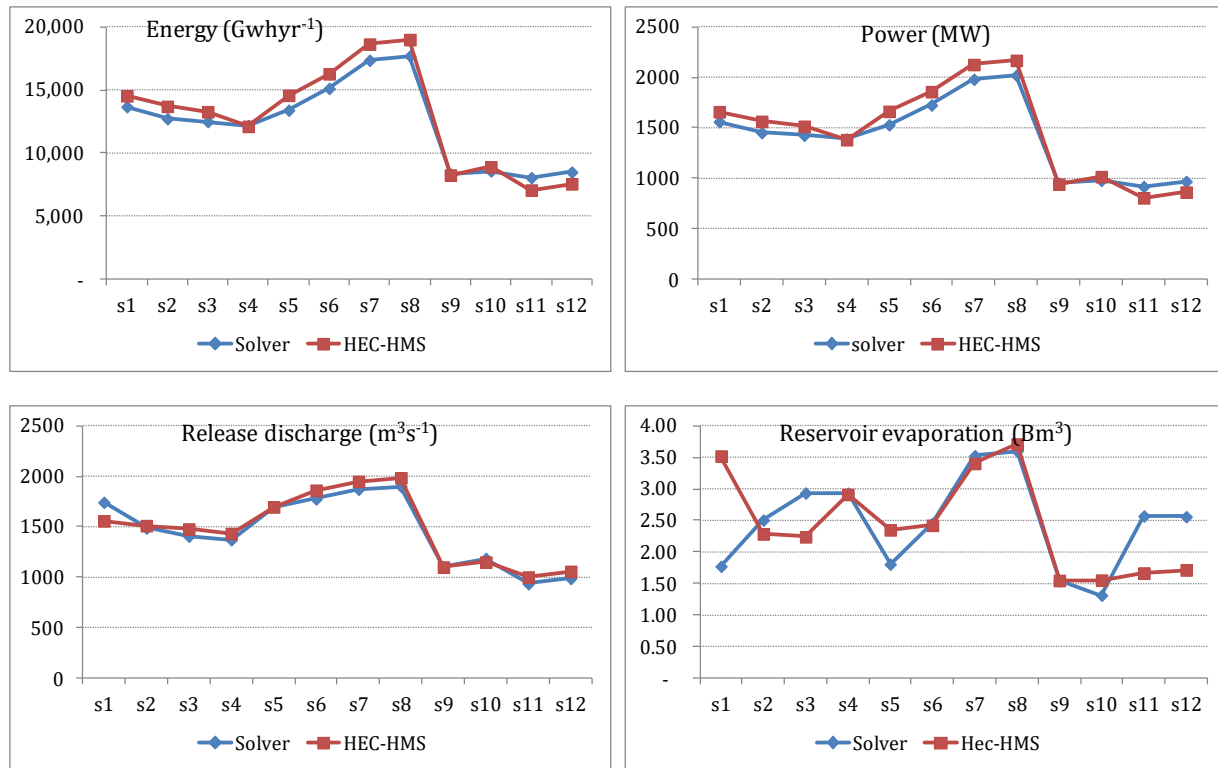 Energy (Gwhyr-1)
20,000
15,000
10,000
5,000
-
s1 s2 s3 s4 s5 s6 s7 s8 s9 s10 s11 s12
Solver HEC-HMS
Power (MW)
2500
2000
1500
1000
500
0
s1 s2 s3 s4 s5 s6 s7 s8 s9 s10 s11 s12
solver HEC-HMS
Release discharge (m3s-1)
2500
2000
1500
1000
500
0
s1 s2 s3 s4 s5 s6 s7 s8 s9 s10 s11 s12
Solver HEC-HMS
Reservoir evaporation (Bm3)
4.00
3.50
3.00
2.50
2.00
1.50
1.00
0.50
-
s1 s2 s3 s4 s5 s6 s7 s8 s9 s10 s11 s12
Solver Hec-HMS